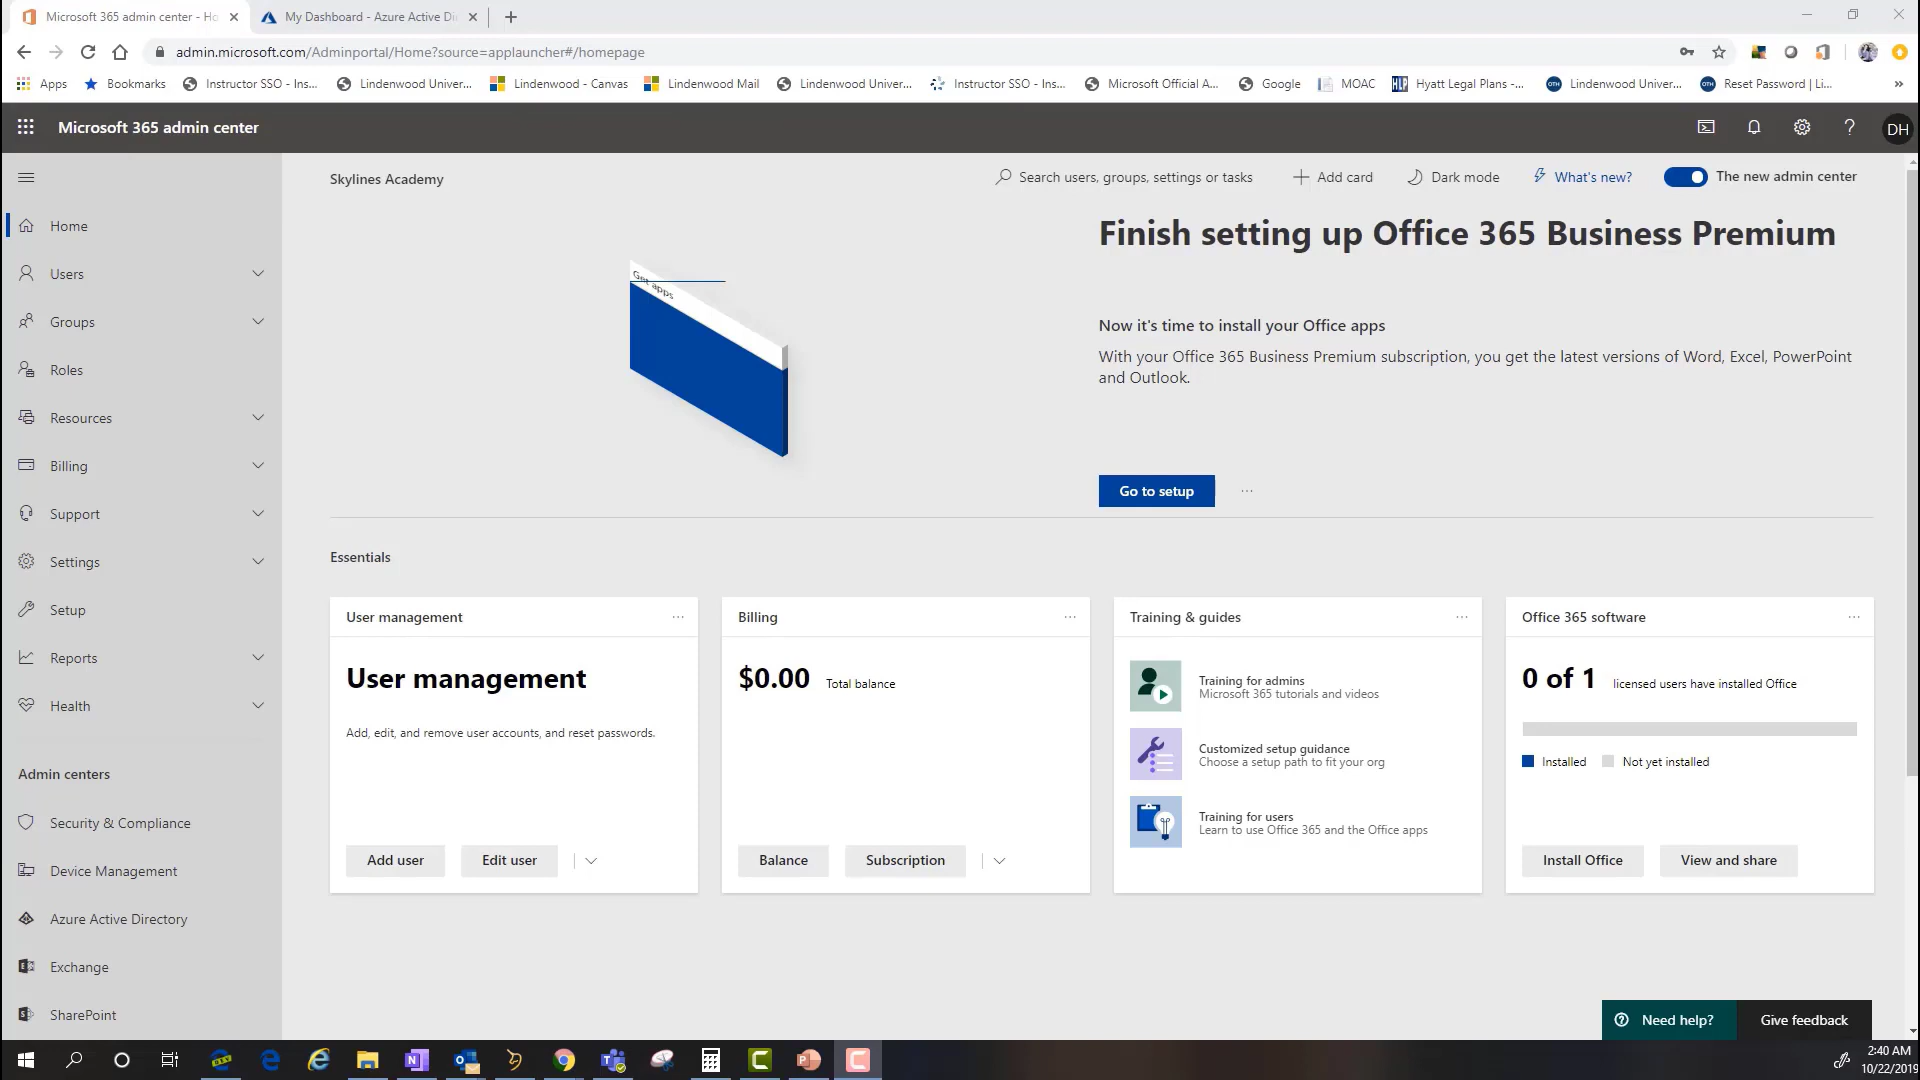 Microsoft 365 admin center - Ho
My Dashboard - Azure Active Di
admin.microsoft.com/Adminportal/Home?source=applauncher#/homepage
Apps
Bookmarks
Instructor SSO - Ins...
Lindenwood Univer...
Lindenwood - Canvas
Lindenwood Mail
Lindenwood Univer...
Instructor SSO - Ins...
Microsoft Official A...
Google
MOAC
HLP
Hyatt Legal Plans -...
Lindenwood Univer...
Reset Password | Li...
Microsoft 365 admin center
DH
Skylines Academy
Search users, groups, settings or tasks
Add card
Dark mode
What's new?
The new admin center
Home
Users
Groups
Roles
Resources
Billing
Support
Settings
Setup
Reports
Health
Admin centers
Security & Compliance
Device Management
Azure Active Directory
Exchange
SharePoint
Get apps
Finish setting up Office 365 Business Premium
Now it's time to install your Office apps
With your Office 365 Business Premium subscription, you get the latest versions of Word, Excel, PowerPoint
and Outlook.
Go to setup
Essentials
User management
User management
Add, edit, and remove user accounts, and reset passwords.
Add user
Edit user
Billing
$0.00 Total balance
Balance
Subscription
Training & guides
Training for admins
Microsoft 365 tutorials and videos
Customized setup guidance
Choose a setup path to fit your org
Training for users
Learn to use Office 365 and the Office apps
Office 365 software
0 of 1 licensed users have installed Office
Installed
Not yet installed
Install Office
View and share
Need help?
Give feedback
2:40 AM
10/22/2019